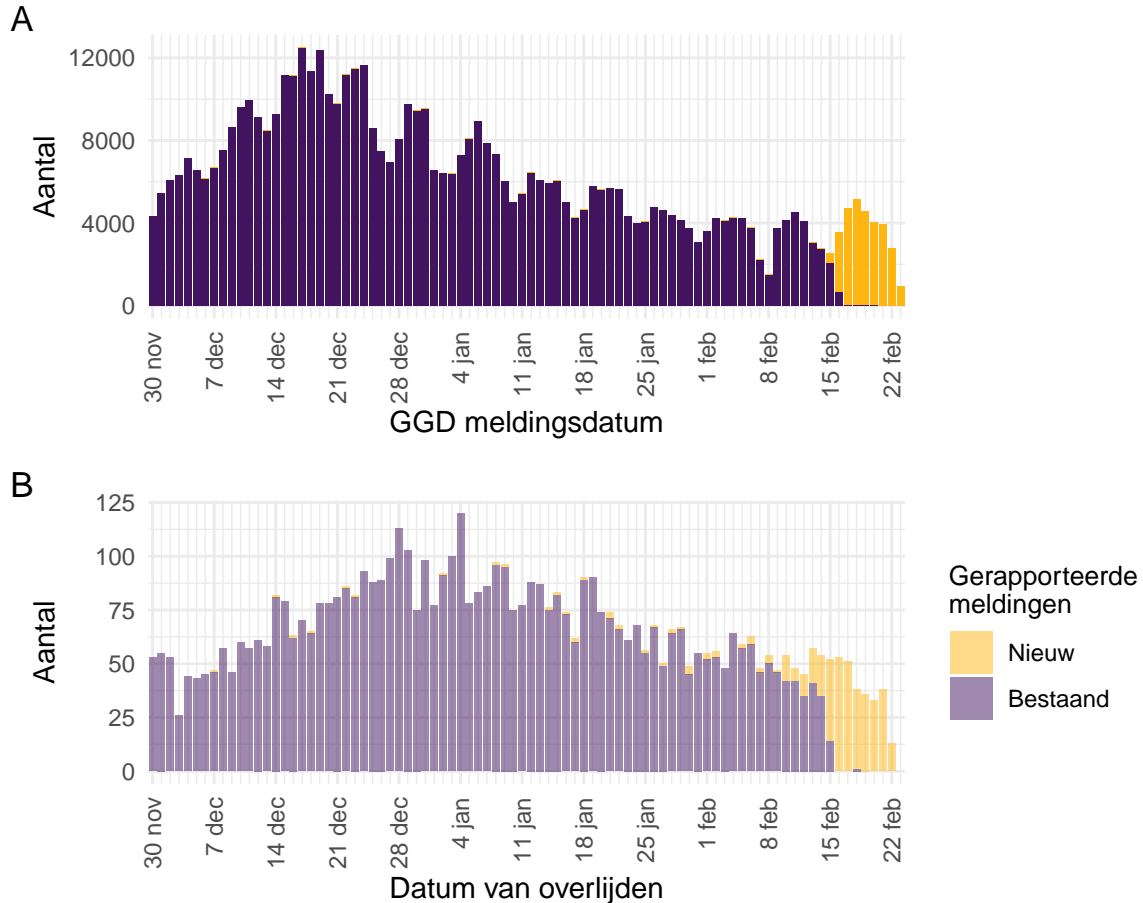 A
12000
8000
4000
0
Aantal
30 nov
7 dec
14 dec
21 dec
28 dec
4 jan
11 jan
18 jan
25 jan
1 feb
8 feb
15 feb
22 feb
GGD meldingsdatum
B
125
100
75
50
25
0
Aantal
30 nov
7 dec
14 dec
21 dec
28 dec
4 jan
11 jan
18 jan
25 jan
1 feb
8 feb
15 feb
22 feb
Datum van overlijden
Gerapporteerde
meldingen
Nieuw
Bestaand